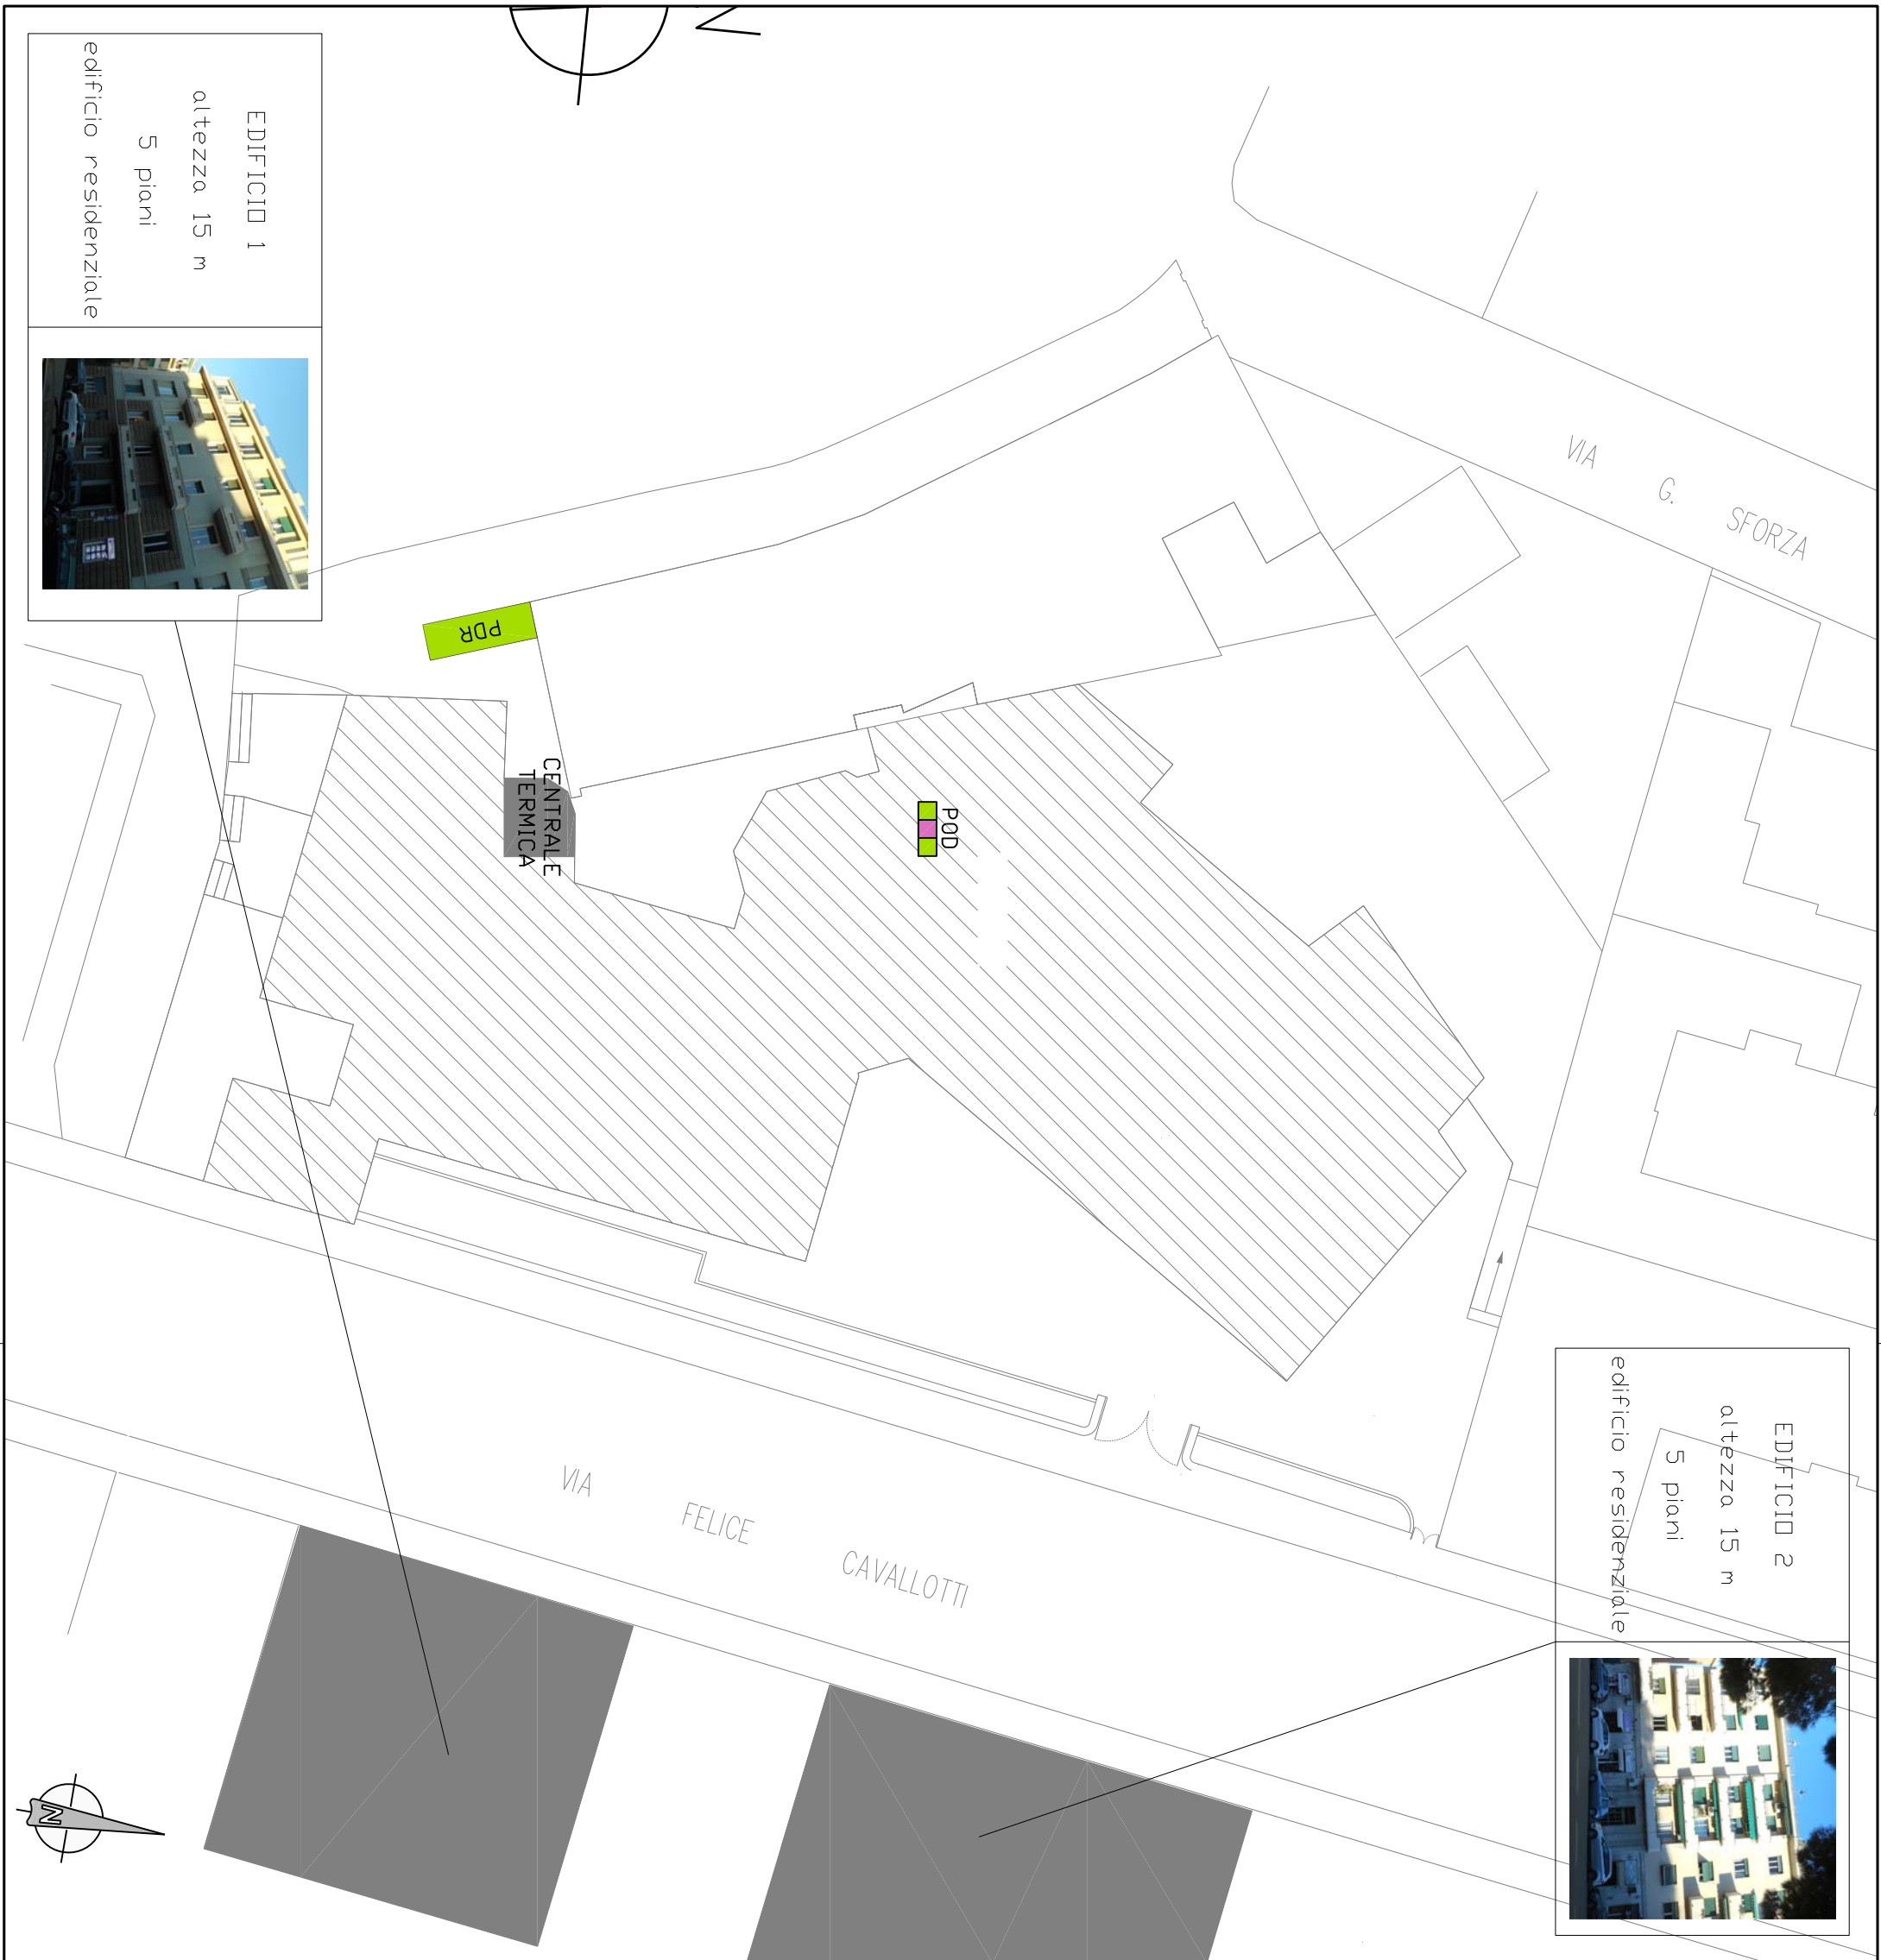 EDIFICIO 1
altezza 15 m
5 piani
edificio residenziale
N
VIA G. SFORZA
PDR
CENTRALE
TERMICA
POD
VIA FELICE CAVALLOTTI
EDIFICIO 2
altezza 15 m
5 piani
edificio residenziale
N